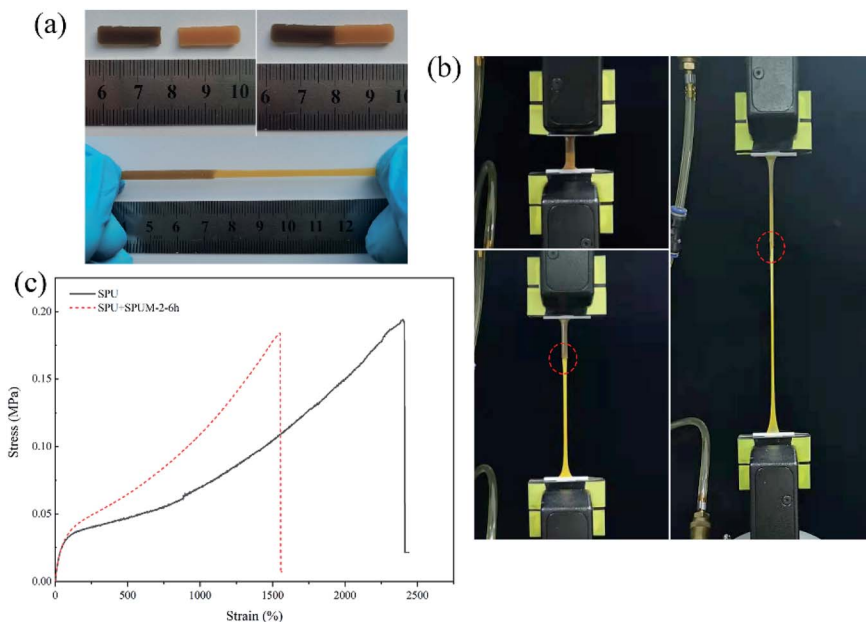 (a)
6 7 8 9 10
6 7 8 9 10
5 6 7 8 9 10 11 12
(b)
(c)
SPU
SPU+SPUM-2-6h
0.20
0.15
0.10
0.05
0.00
Stress (MPa)
0 500 1000 1500 2000 2500
Strain (%)